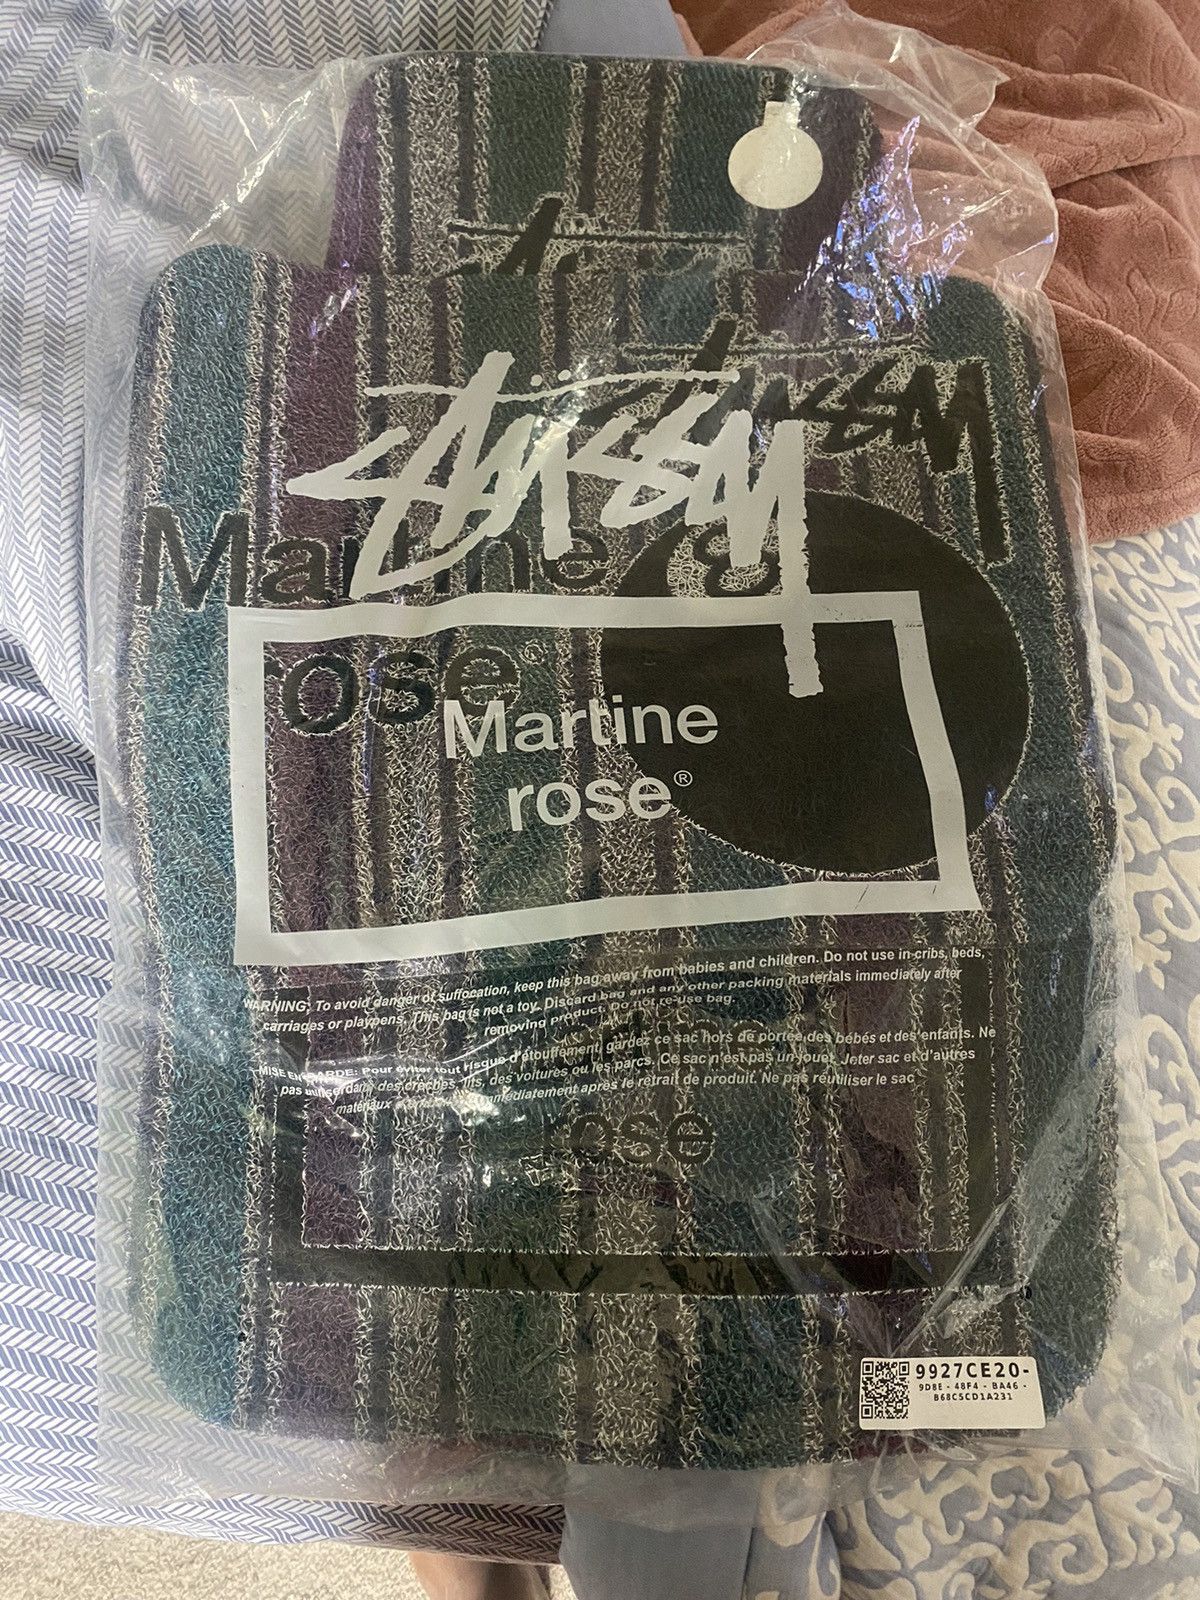 Stüssy
Stüssy
Martine
rose®
Martine &
rose®
WARNING: To avoid danger of suffocation, keep this bag away from babies and children. Do not use in cribs, beds,
carriages or playpens. This bag is not a toy. Discard bag and any other packing materials immediately after
removing product. Do not re-use bag.
MISE EN GARDE: Pour éviter tout risque d'étouffement, gardez ce sac hors de portée des bébés et des enfants. Ne
pas utiliser dans des crèches, lits, des voitures ou les parcs. Ce sac n'est pas un jouet. Jeter sac et d'autres
matériaux immédiatement après le retrait de produit. Ne pas réutiliser le sac
rose
9927CE20-
9D8E - 48F4 - BA46 -
B68C5CD1A231